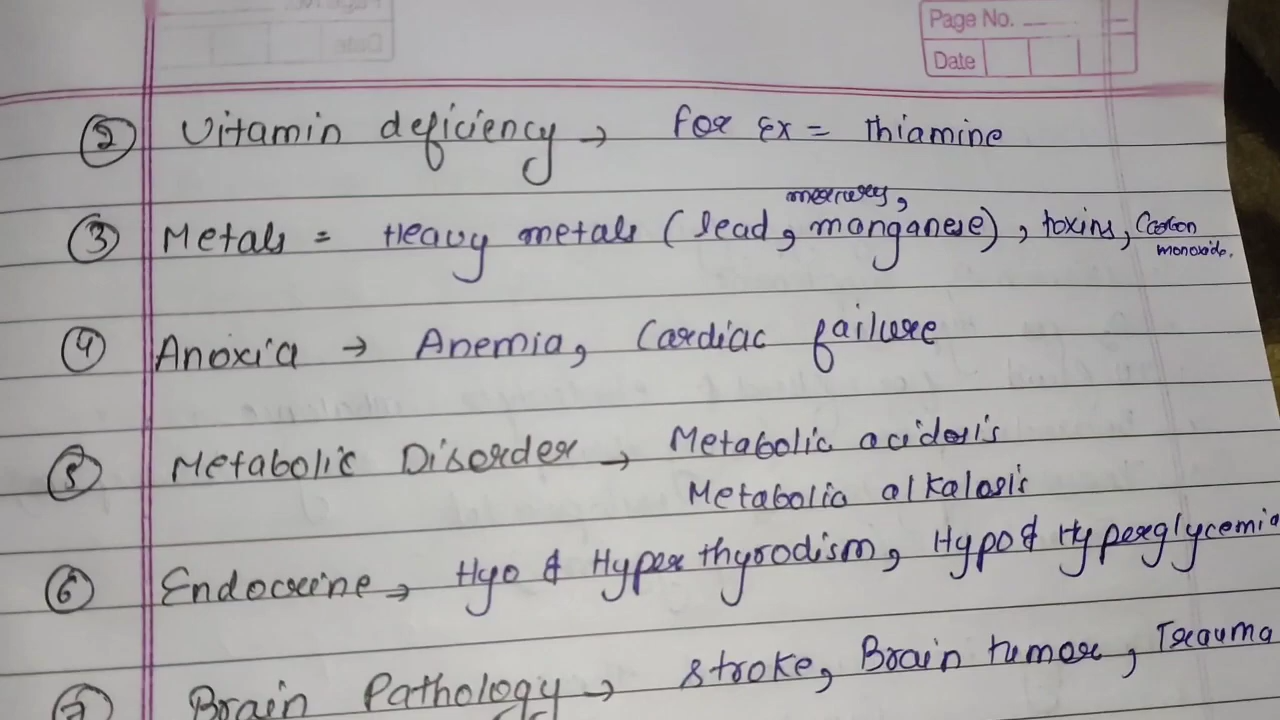 Page No.
Date
② Vitamin deficiency → for Ex = thiamine
mercury,
③ Metals = Heavy metals (lead, manganese), toxins, Carbon
monoxide.
④ Anoxia → Anemia, Cardiac failure
⑤ Metabolic Disorder → Metabolic acidosis
Metabolic alkalosis
⑥ Endocrine → Hyo & Hyper thyrodism, Hypo & Hyperglycemia
⑦ Brain Pathology → stroke, Brain tumor, Trauma